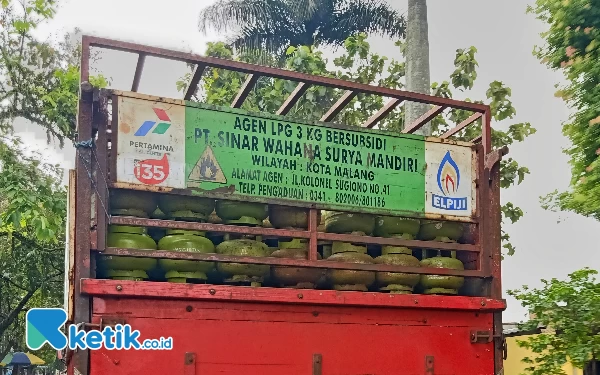 AGEN LPG 3 KG BERSUBSIDI
PT. SINAR WAHANA SURYA MANDIRI
WILAYAH : KOTA MALANG
ALAMAT AGEN : JL.KOLONEL SUGIONO NO.41
TELP. PENGADUAN : 0341 - 802006/801186
PERTAMINA
135
ELPIJI
Ketik.co.id